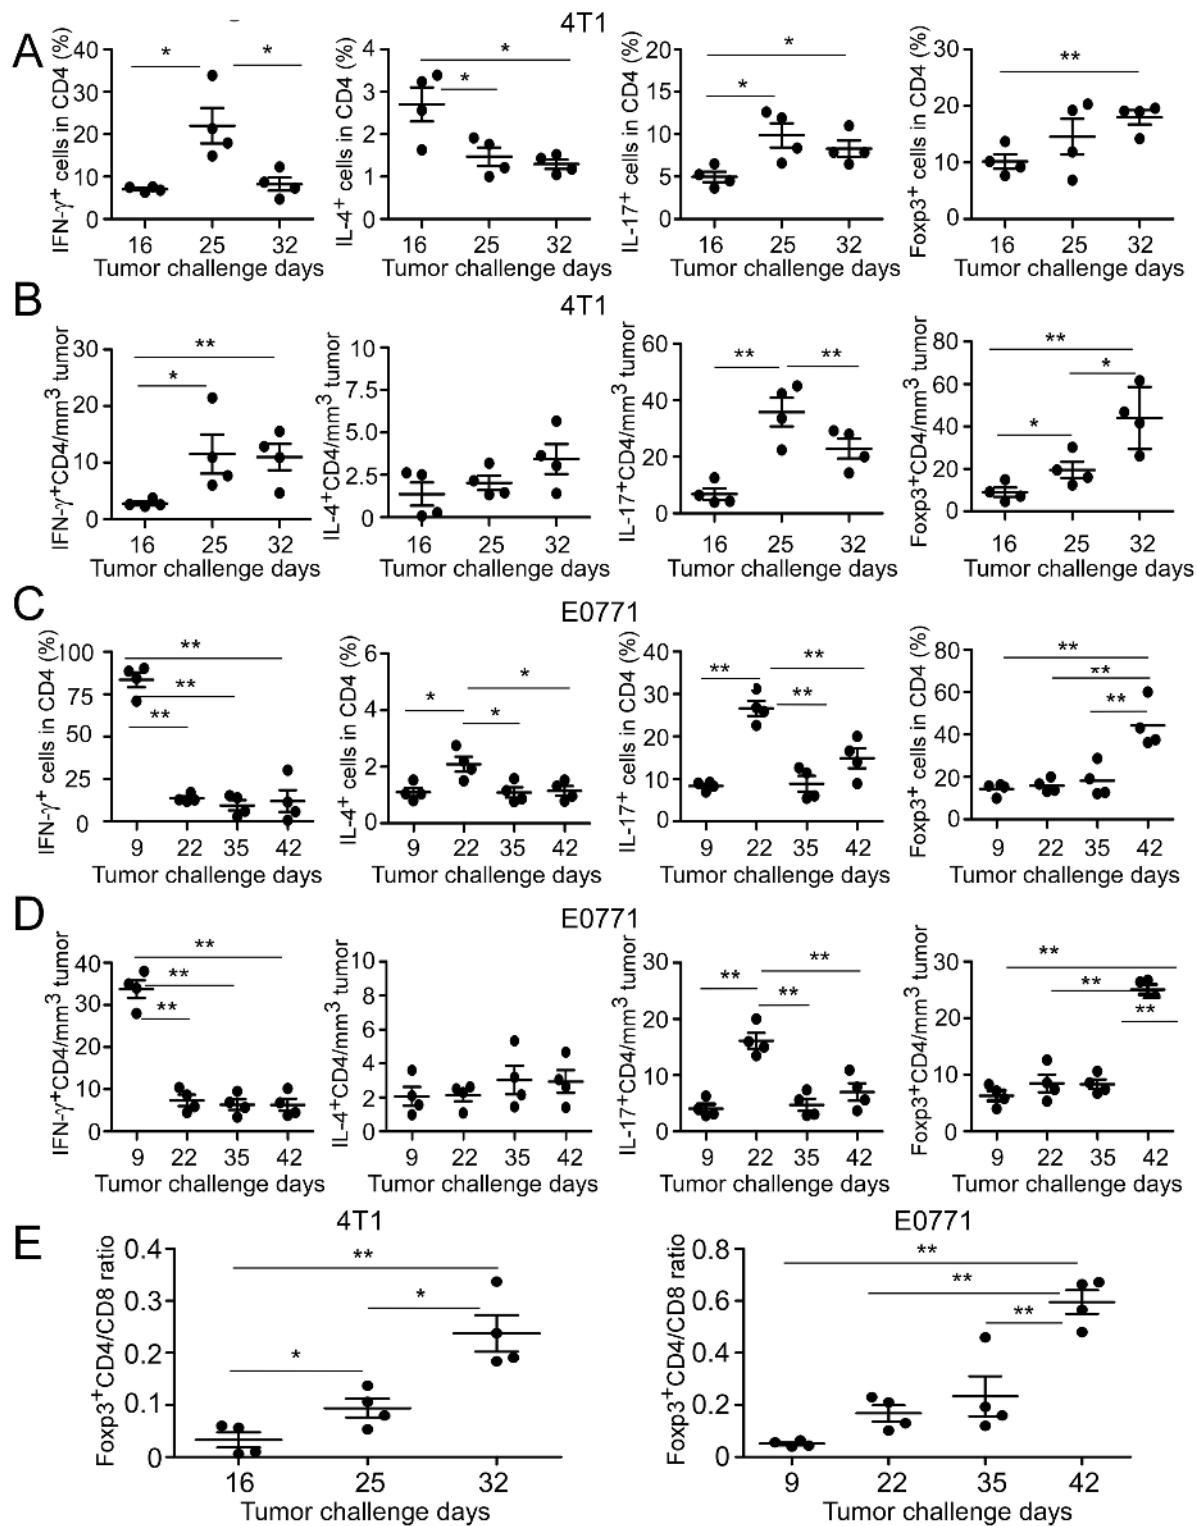 A
4T1
IFN-γ+ cells in CD4 (%)
40
30
20
10
0
* *
16 25 32
Tumor challenge days
IL-4+ cells in CD4 (%)
4
3
2
1
0
*
*
16 25 32
Tumor challenge days
IL-17+ cells in CD4 (%)
20
15
10
5
0
*
*
16 25 32
Tumor challenge days
Foxp3+ cells in CD4 (%)
30
20
10
0
**
16 25 32
Tumor challenge days
B
4T1
IFN-γ+CD4/mm3 tumor
30
20
10
0
**
*
16 25 32
Tumor challenge days
IL-4+CD4/mm3 tumor
10
7.5
5.0
2.5
0
16 25 32
Tumor challenge days
IL-17+CD4/mm3 tumor
60
40
20
0
** **
16 25 32
Tumor challenge days
Foxp3+CD4/mm3 tumor
80
60
40
20
0
**
*
*
16 25 32
Tumor challenge days
C
E0771
IFN-γ+ cells in CD4 (%)
100
75
50
25
0
**
**
**
9 22 35 42
Tumor challenge days
IL-4+ cells in CD4 (%)
6
4
2
0
*
*
*
9 22 35 42
Tumor challenge days
IL-17+ cells in CD4 (%)
40
30
20
10
0
**
**
**
9 22 35 42
Tumor challenge days
Foxp3+ cells in CD4 (%)
80
60
40
20
0
**
**
**
9 22 35 42
Tumor challenge days
D
E0771
IFN-γ+CD4/mm3 tumor
40
30
20
10
0
**
**
**
9 22 35 42
Tumor challenge days
IL-4+CD4/mm3 tumor
10
8
6
4
2
0
9 22 35 42
Tumor challenge days
IL-17+CD4/mm3 tumor
30
20
10
0
**
**
**
9 22 35 42
Tumor challenge days
Foxp3+CD4/mm3 tumor
30
20
10
0
**
**
**
9 22 35 42
Tumor challenge days
E
4T1
Foxp3+CD4/CD8 ratio
0.4
0.3
0.2
0.1
0
**
*
*
16 25 32
Tumor challenge days
E0771
Foxp3+CD4/CD8 ratio
0.8
0.6
0.4
0.2
0
**
**
**
9 22 35 42
Tumor challenge days